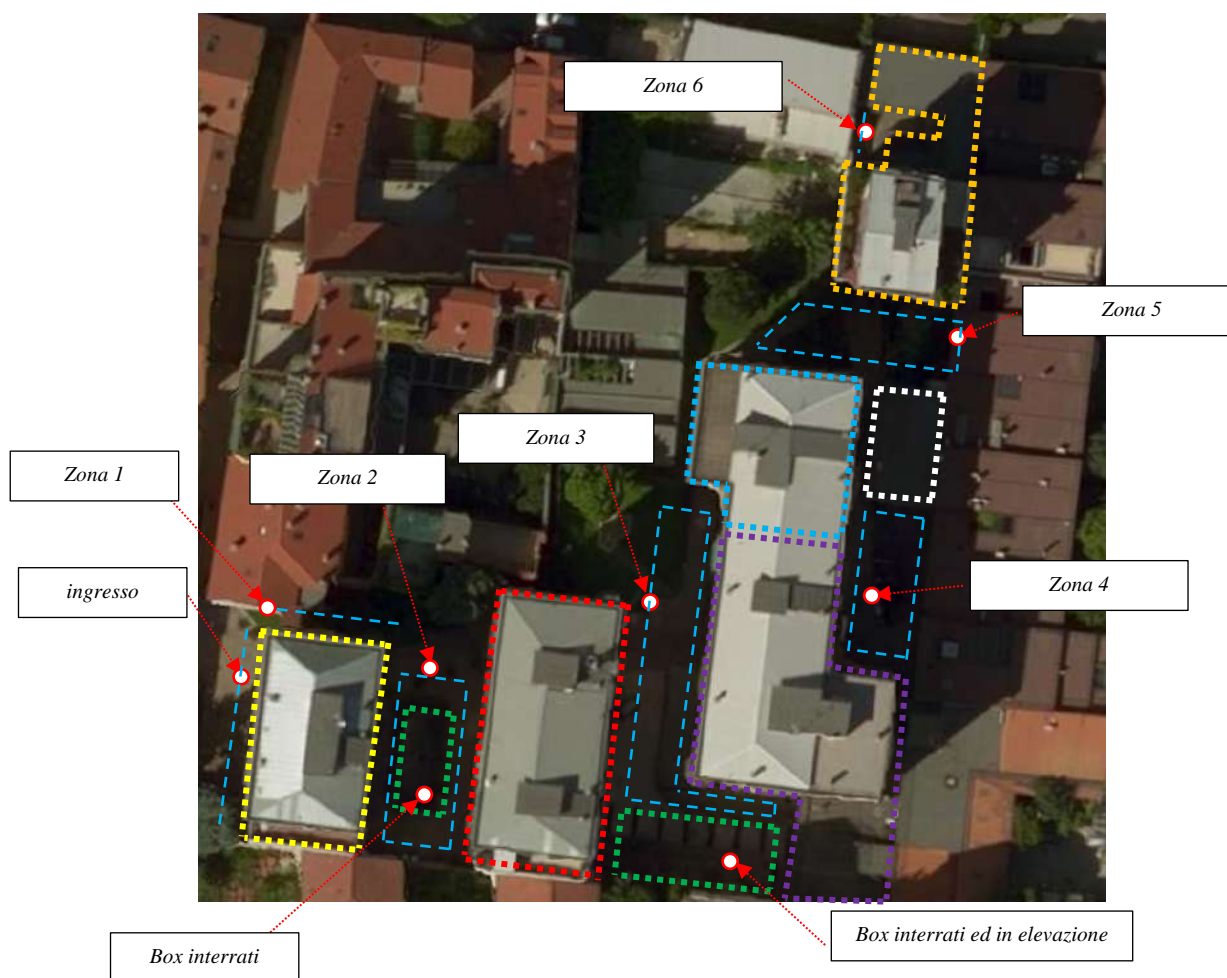 Zona 6
Zona 5
Zona 3
Zona 2
Zona 1
ingresso
Zona 4
Box interrati ed in elevazione
Box interrati